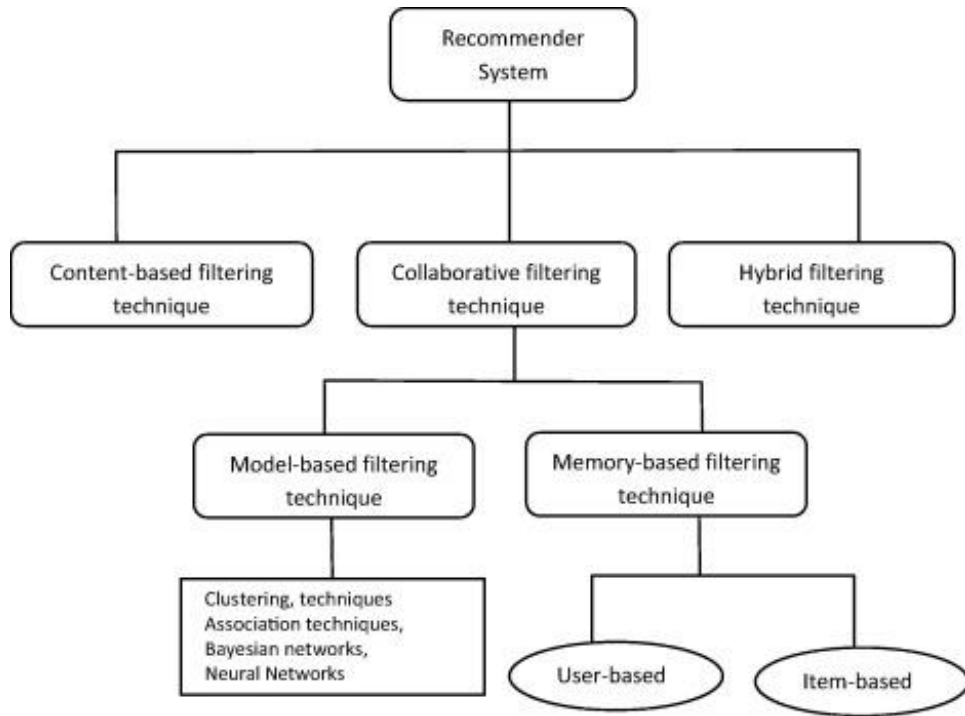 Recommender
System
Content-based filtering
technique
Collaborative filtering
technique
Hybrid filtering
technique
Model-based filtering
technique
Memory-based filtering
technique
Clustering, techniques
Association techniques,
Bayesian networks,
Neural Networks
User-based
Item-based